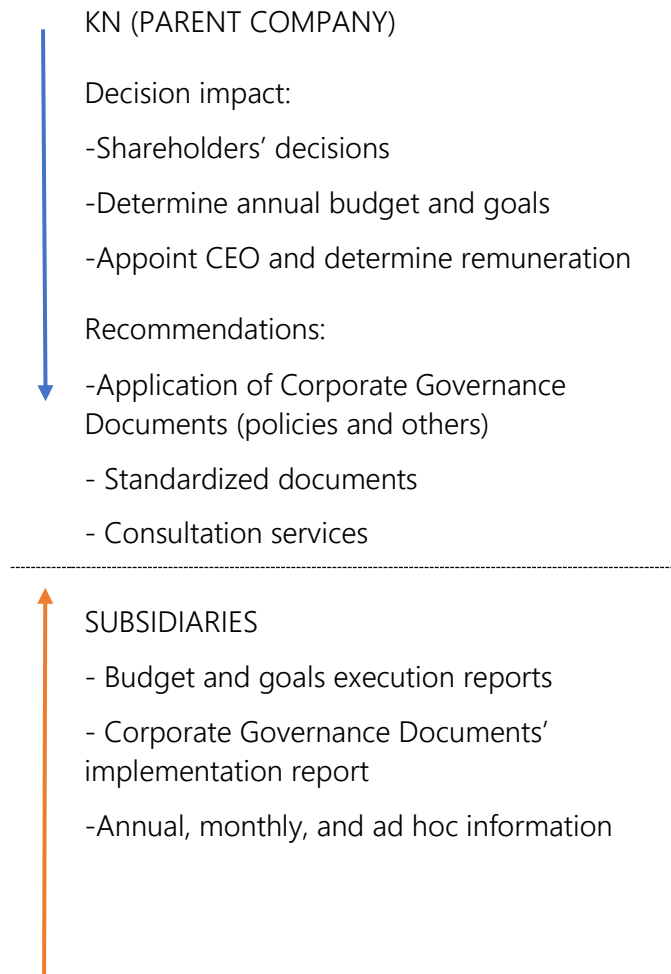 KN (PARENT COMPANY)
Decision impact:
-Shareholders’ decisions
-Determine annual budget and goals
-Appoint CEO and determine remuneration
Recommendations:
-Application of Corporate Governance
Documents (policies and others)
- Standardized documents
- Consultation services
SUBSIDIARIES
- Budget and goals execution reports
- Corporate Governance Documents’
implementation report
-Annual, monthly, and ad hoc information